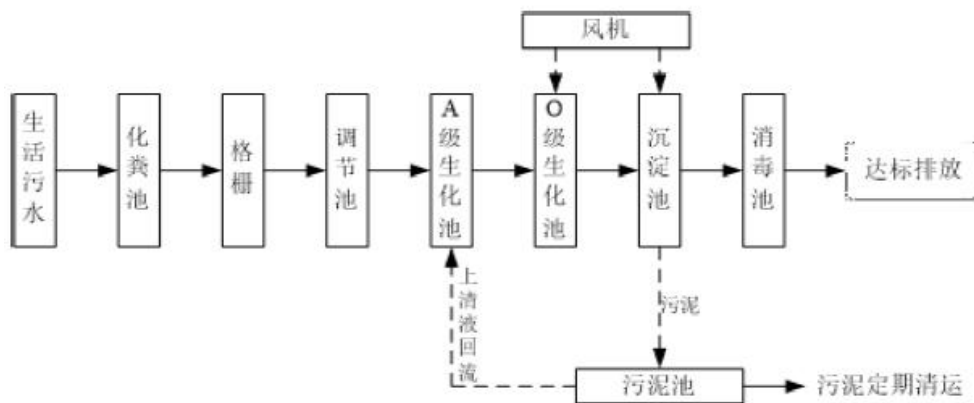 风机
生活污水
化粪池
格栅
调节池
A级生化池
O级生化池
沉淀池
消毒池
达标排放
上清液回流
污泥
污泥池
污泥定期清运